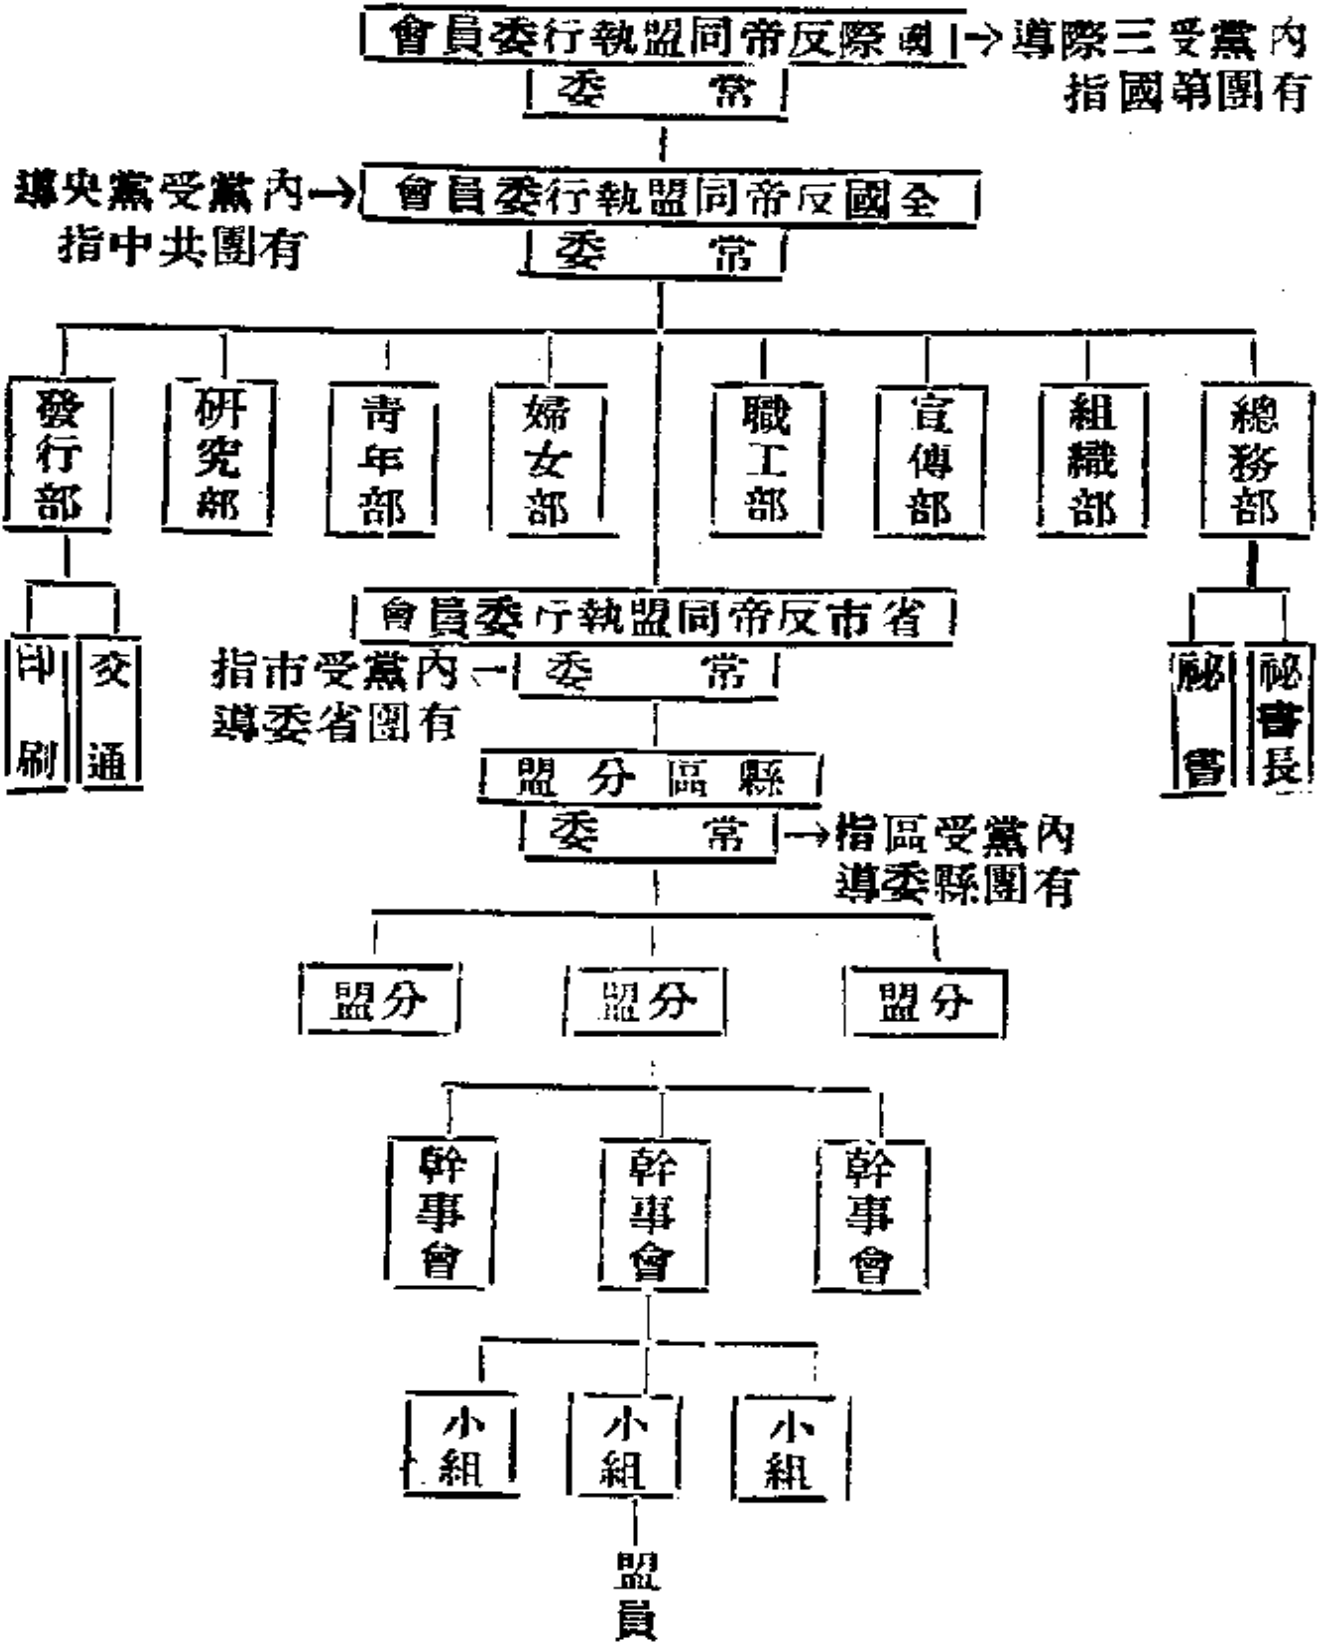 國際反帝同盟執行委員會
內有黨團受第三國際指導
常委
全國反帝同盟執行委員會
內有黨團受共黨中央指導
常委
總務部
組織部
宣傳部
職工部
婦女部
青年部
研究部
發行部
秘書長
秘書
交通
印刷
省市反帝同盟執行委員會
常委
內有黨團受省市委指導
縣區分盟
常委
內有黨團受縣區委指導
分盟
分盟
分盟
幹事會
幹事會
幹事會
小組
小組
小組
盟員